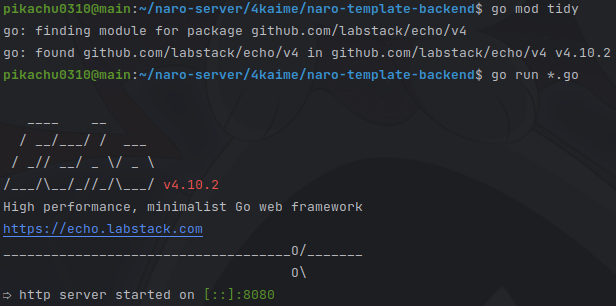 pikachu0310@main:~/naro-server/4kaime/naro-template-backend$ go mod tidy
go: finding module for package github.com/labstack/echo/v4
go: found github.com/labstack/echo/v4 in github.com/labstack/echo/v4 v4.10.2
pikachu0310@main:~/naro-server/4kaime/naro-template-backend$ go run *.go
   ____    __
  / __/___/ /  ___
 / _// __/ _ \/ _ \
/___/\__/_//_/\___/ v4.10.2
High performance, minimalist Go web framework
https://echo.labstack.com
____________________________________O/_______
                                    O\
⇨ http server started on [::]:8080